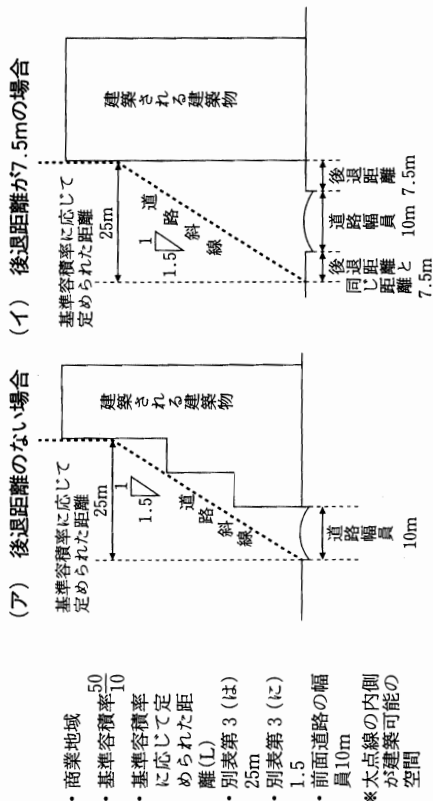 (ア) 後退距離のない場合
(イ) 後退距離が7.5mの場合
・商業地域
・基準容積率50/10
・基準容積率
に応じて定
められた距
離(L)
・別表第3(は)
25m
・別表第3(に)
1.5
・前面道路の幅
員10m
※太点線の内側
が建築可能の
空間
基準容積率に応じて
定められた距離
25m
1
1.5
道路斜線
建築される建築物
道路幅員
10m
基準容積率に応じて
定められた距離
25m
1
1.5
道路斜線
建築される建築物
後退距離と
同じ距離
7.5m
道路幅員
10m
後退距離
7.5m